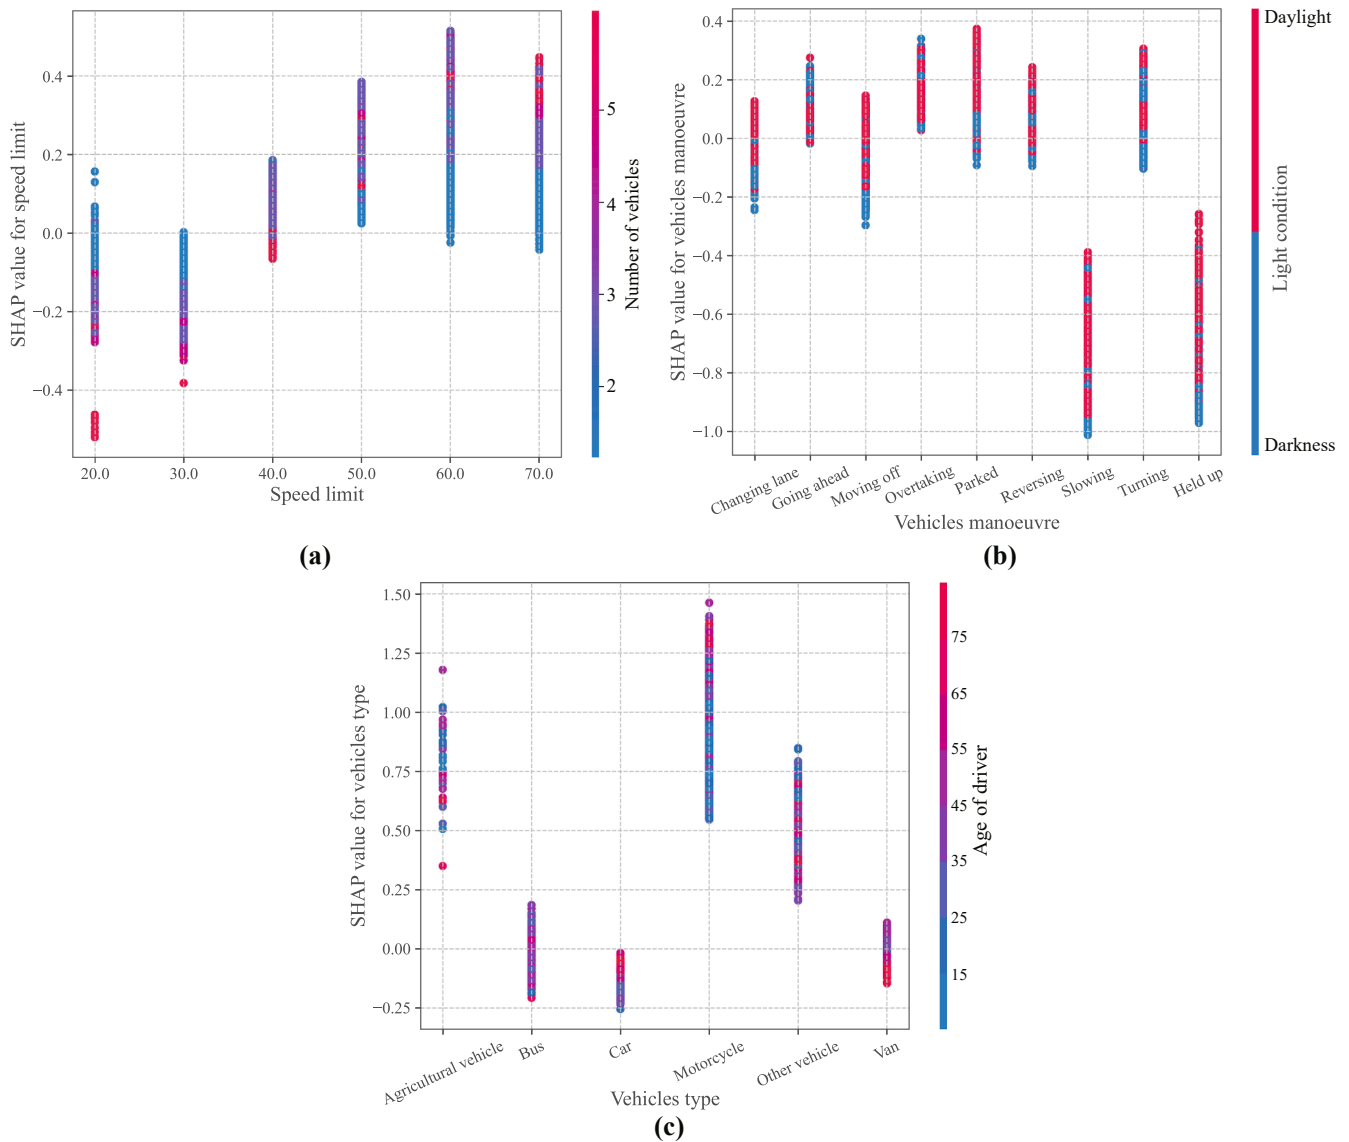 SHAP value for speed limit
0.4
0.2
0.0
−0.2
−0.4
20.0 30.0 40.0 50.0 60.0 70.0
Speed limit
5
4
3
2
Number of vehicles
(a)
SHAP value for vehicles manoeuvre
0.4
0.2
0.0
−0.2
−0.4
−0.6
−0.8
−1.0
Changing lane Going ahead Moving off Overtaking Parked Reversing Slowing Turning Held up
Vehicles manoeuvre
Daylight
Light condition
Darkness
(b)
SHAP value for vehicles type
1.50
1.25
1.00
0.75
0.50
0.25
0.00
−0.25
Agricultural vehicle Bus Car Motorcycle Other vehicle Van
Vehicles type
75
65
55
45
35
25
15
Age of driver
(c)